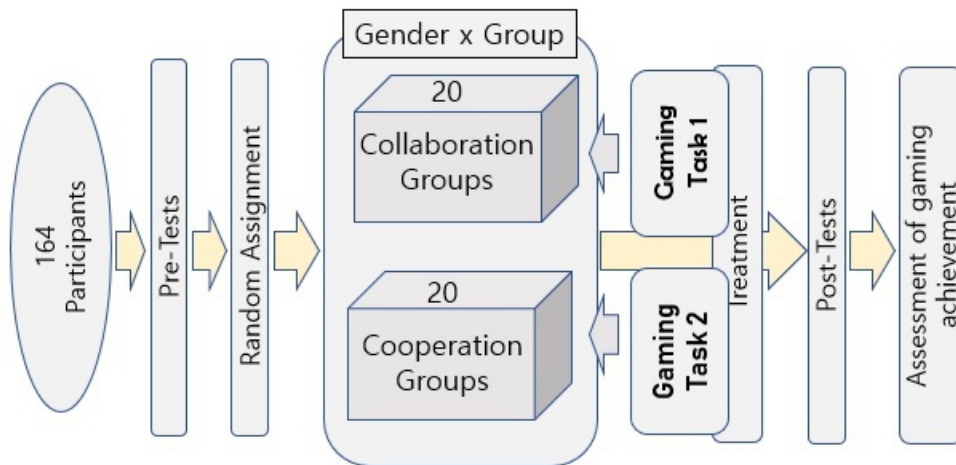 164
Participants
Pre-Tests
Random Assignment
Gender x Group
20
Collaboration
Groups
20
Cooperation
Groups
Gaming
Task 1
Gaming
Task 2
Treatment
Post-Tests
Assessment of gaming
achievement